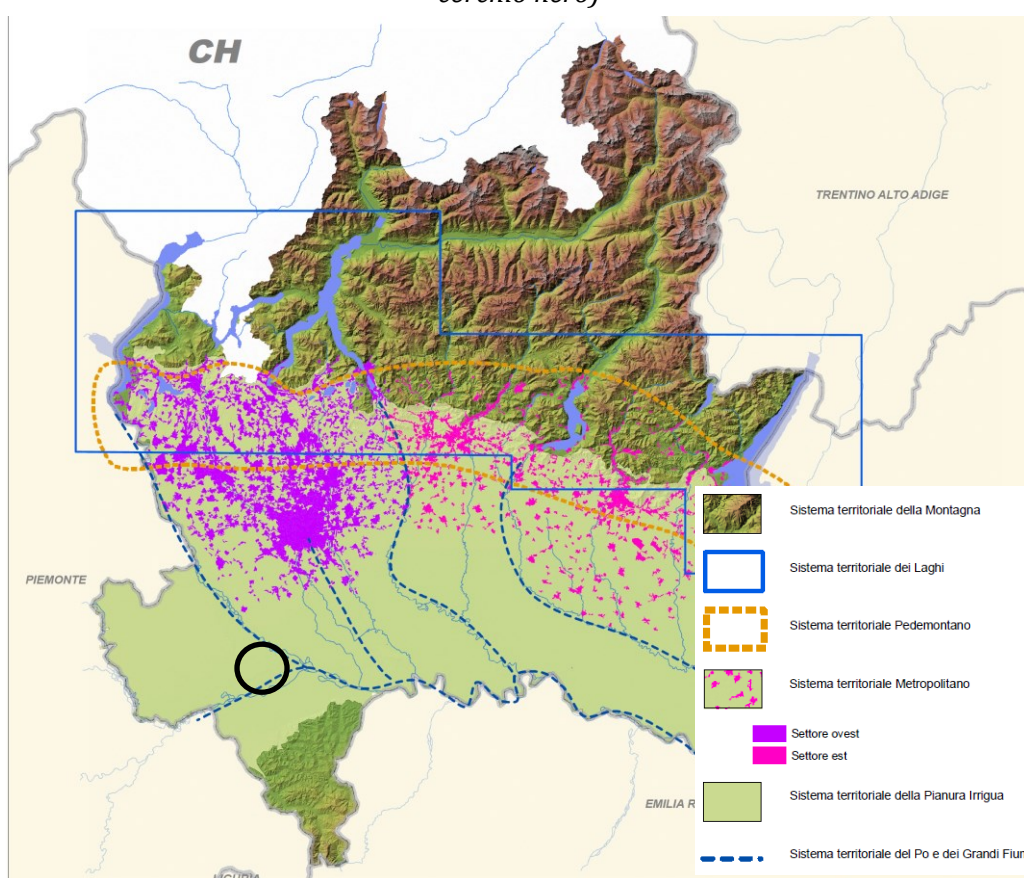 CH
TRENTINO ALTO ADIGE
PIEMONTE
EMILIA R
Sistema territoriale della Montagna
Sistema territoriale dei Laghi
Sistema territoriale Pedemontano
Sistema territoriale Metropolitano
Settore ovest
Settore est
Sistema territoriale della Pianura Irrigua
Sistema territoriale del Po e dei Grandi Fium